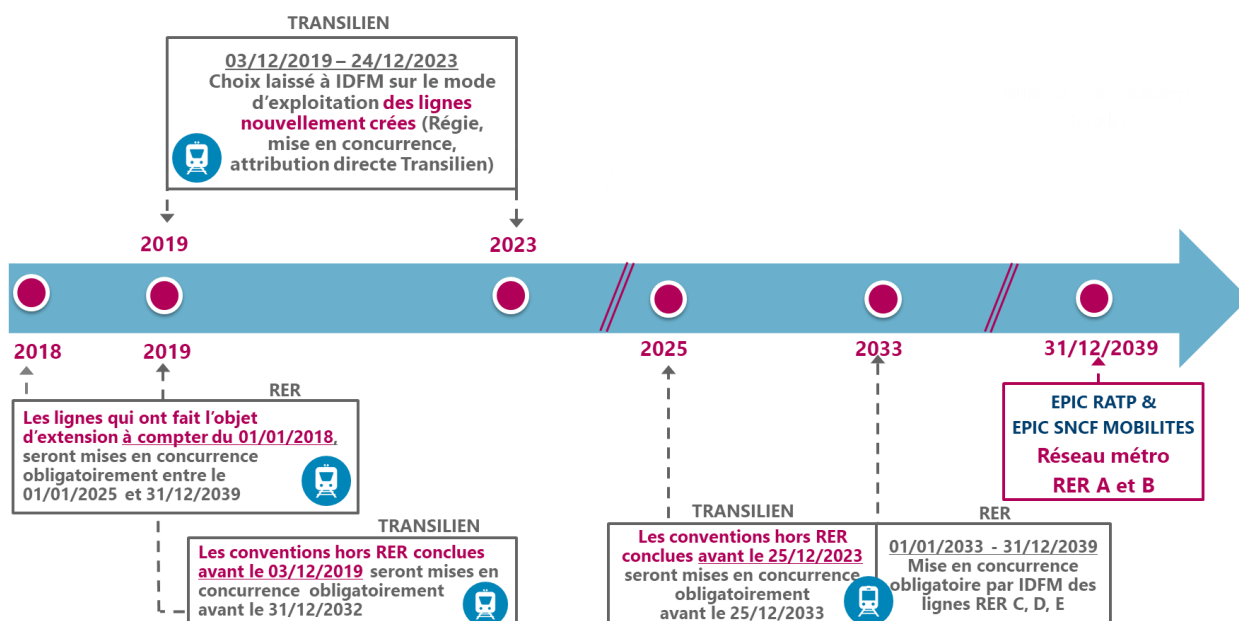 TRANSILIEN
03/12/2019 – 24/12/2023
Choix laissé à IDFM sur le mode
d'exploitation des lignes
nouvellement crées (Régie,
mise en concurrence,
attribution directe Transilien)
2019
2023
2018
2019
2025
2033
31/12/2039
RER
Les lignes qui ont fait l'objet
d'extension à compter du 01/01/2018,
seront mises en concurrence
obligatoirement entre le
01/01/2025 et 31/12/2039
TRANSILIEN
Les conventions hors RER conclues
avant le 03/12/2019 seront mises en
concurrence obligatoirement
avant le 31/12/2032
TRANSILIEN
Les conventions hors RER
conclues avant le 25/12/2023
seront mises en concurrence
obligatoirement
avant le 25/12/2033
RER
01/01/2033 - 31/12/2039
Mise en concurrence
obligatoire par IDFM des
lignes RER C, D, E
EPIC RATP &
EPIC SNCF MOBILITES
Réseau métro
RER A et B